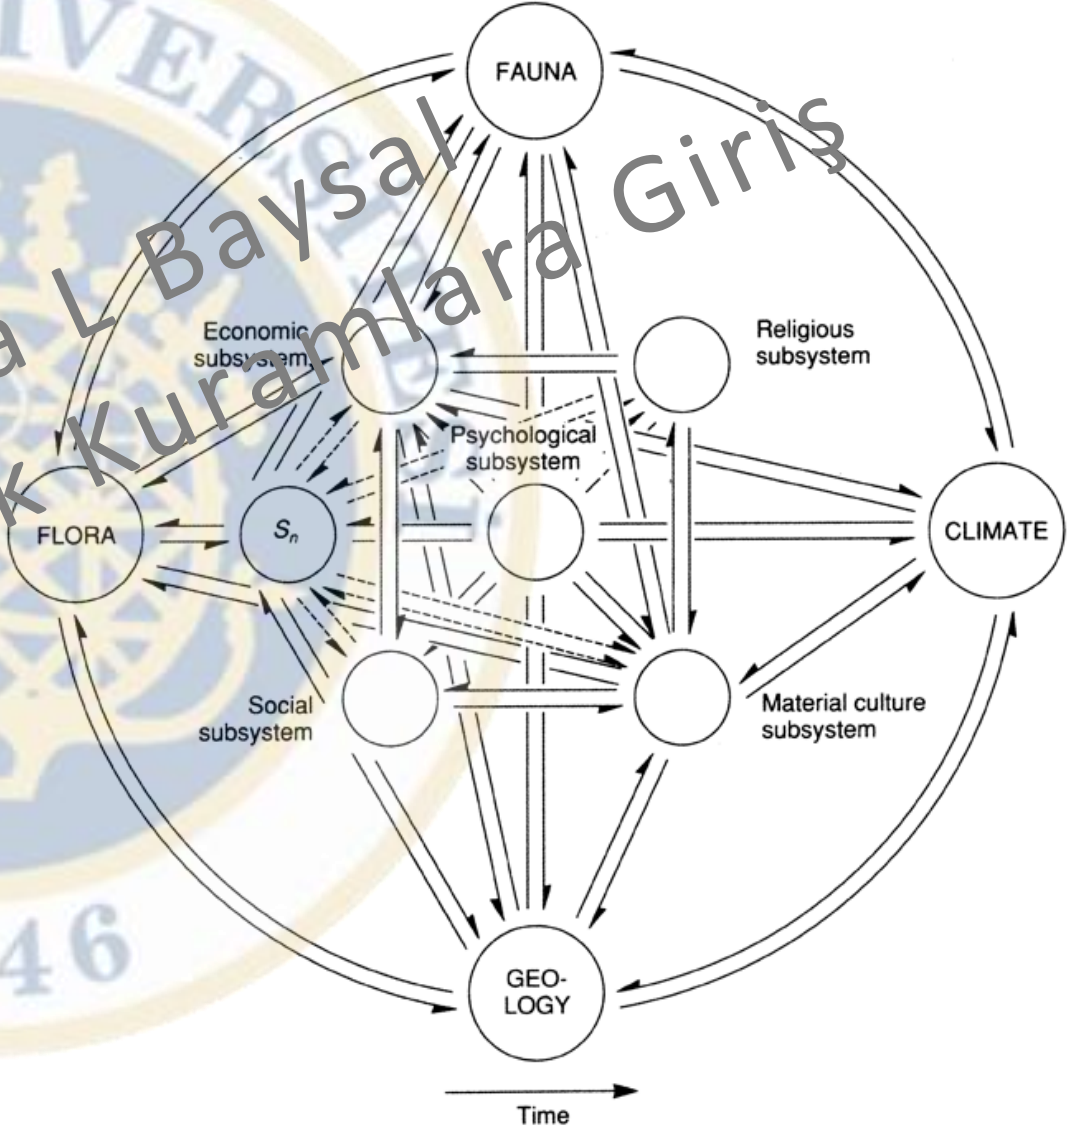 FAUNA
a L Baysal
k Kuramlara Giriş
Economic
subsystem
Religious
subsystem
Psychological
subsystem
FLORA
Sn
CLIMATE
Social
subsystem
Material culture
subsystem
46
GEO-
LOGY
Time